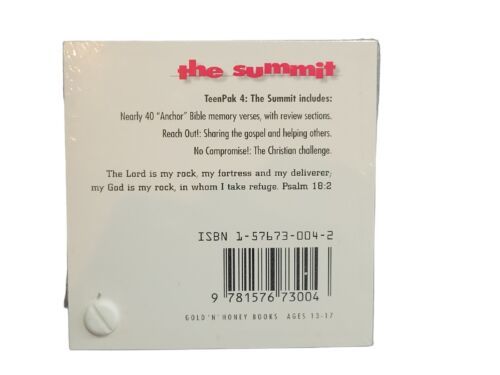 the summit
TeenPak 4: The Summit includes:
Nearly 40 "Anchor" Bible memory verses, with review sections.
Reach Out!: Sharing the gospel and helping others.
No Compromise!: The Christian challenge.
The Lord is my rock, my fortress and my deliverer;
my God is my rock, in whom I take refuge. Psalm 18:2
ISBN 1-57673-004-2
9 781576 73004
GOLD 'N' HONEY BOOKS AGES 13-17